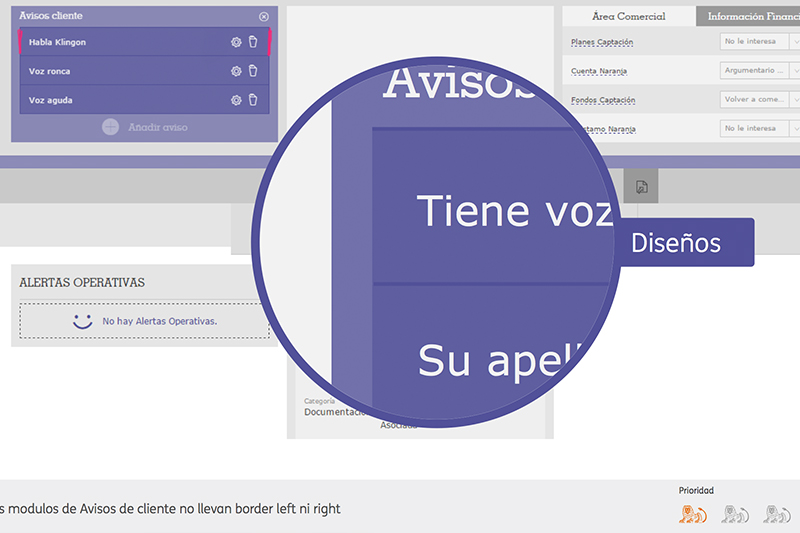 Avisos cliente
Habla Klingon
Voz ronca
Voz aguda
Añadir aviso
Área Comercial
Información Financi
Planes Captación
No le interesa
Cuenta Naranja
Argumentario ...
Fondos Captación
Volver a come...
stamo Naranja
No le interesa
Avisos
Tiene voz
Diseños
Su apell
ALERTAS OPERATIVAS
No hay Alertas Operativas.
Categoría
Documentació
Asociada
Prioridad
s modulos de Avisos de cliente no llevan border left ni right